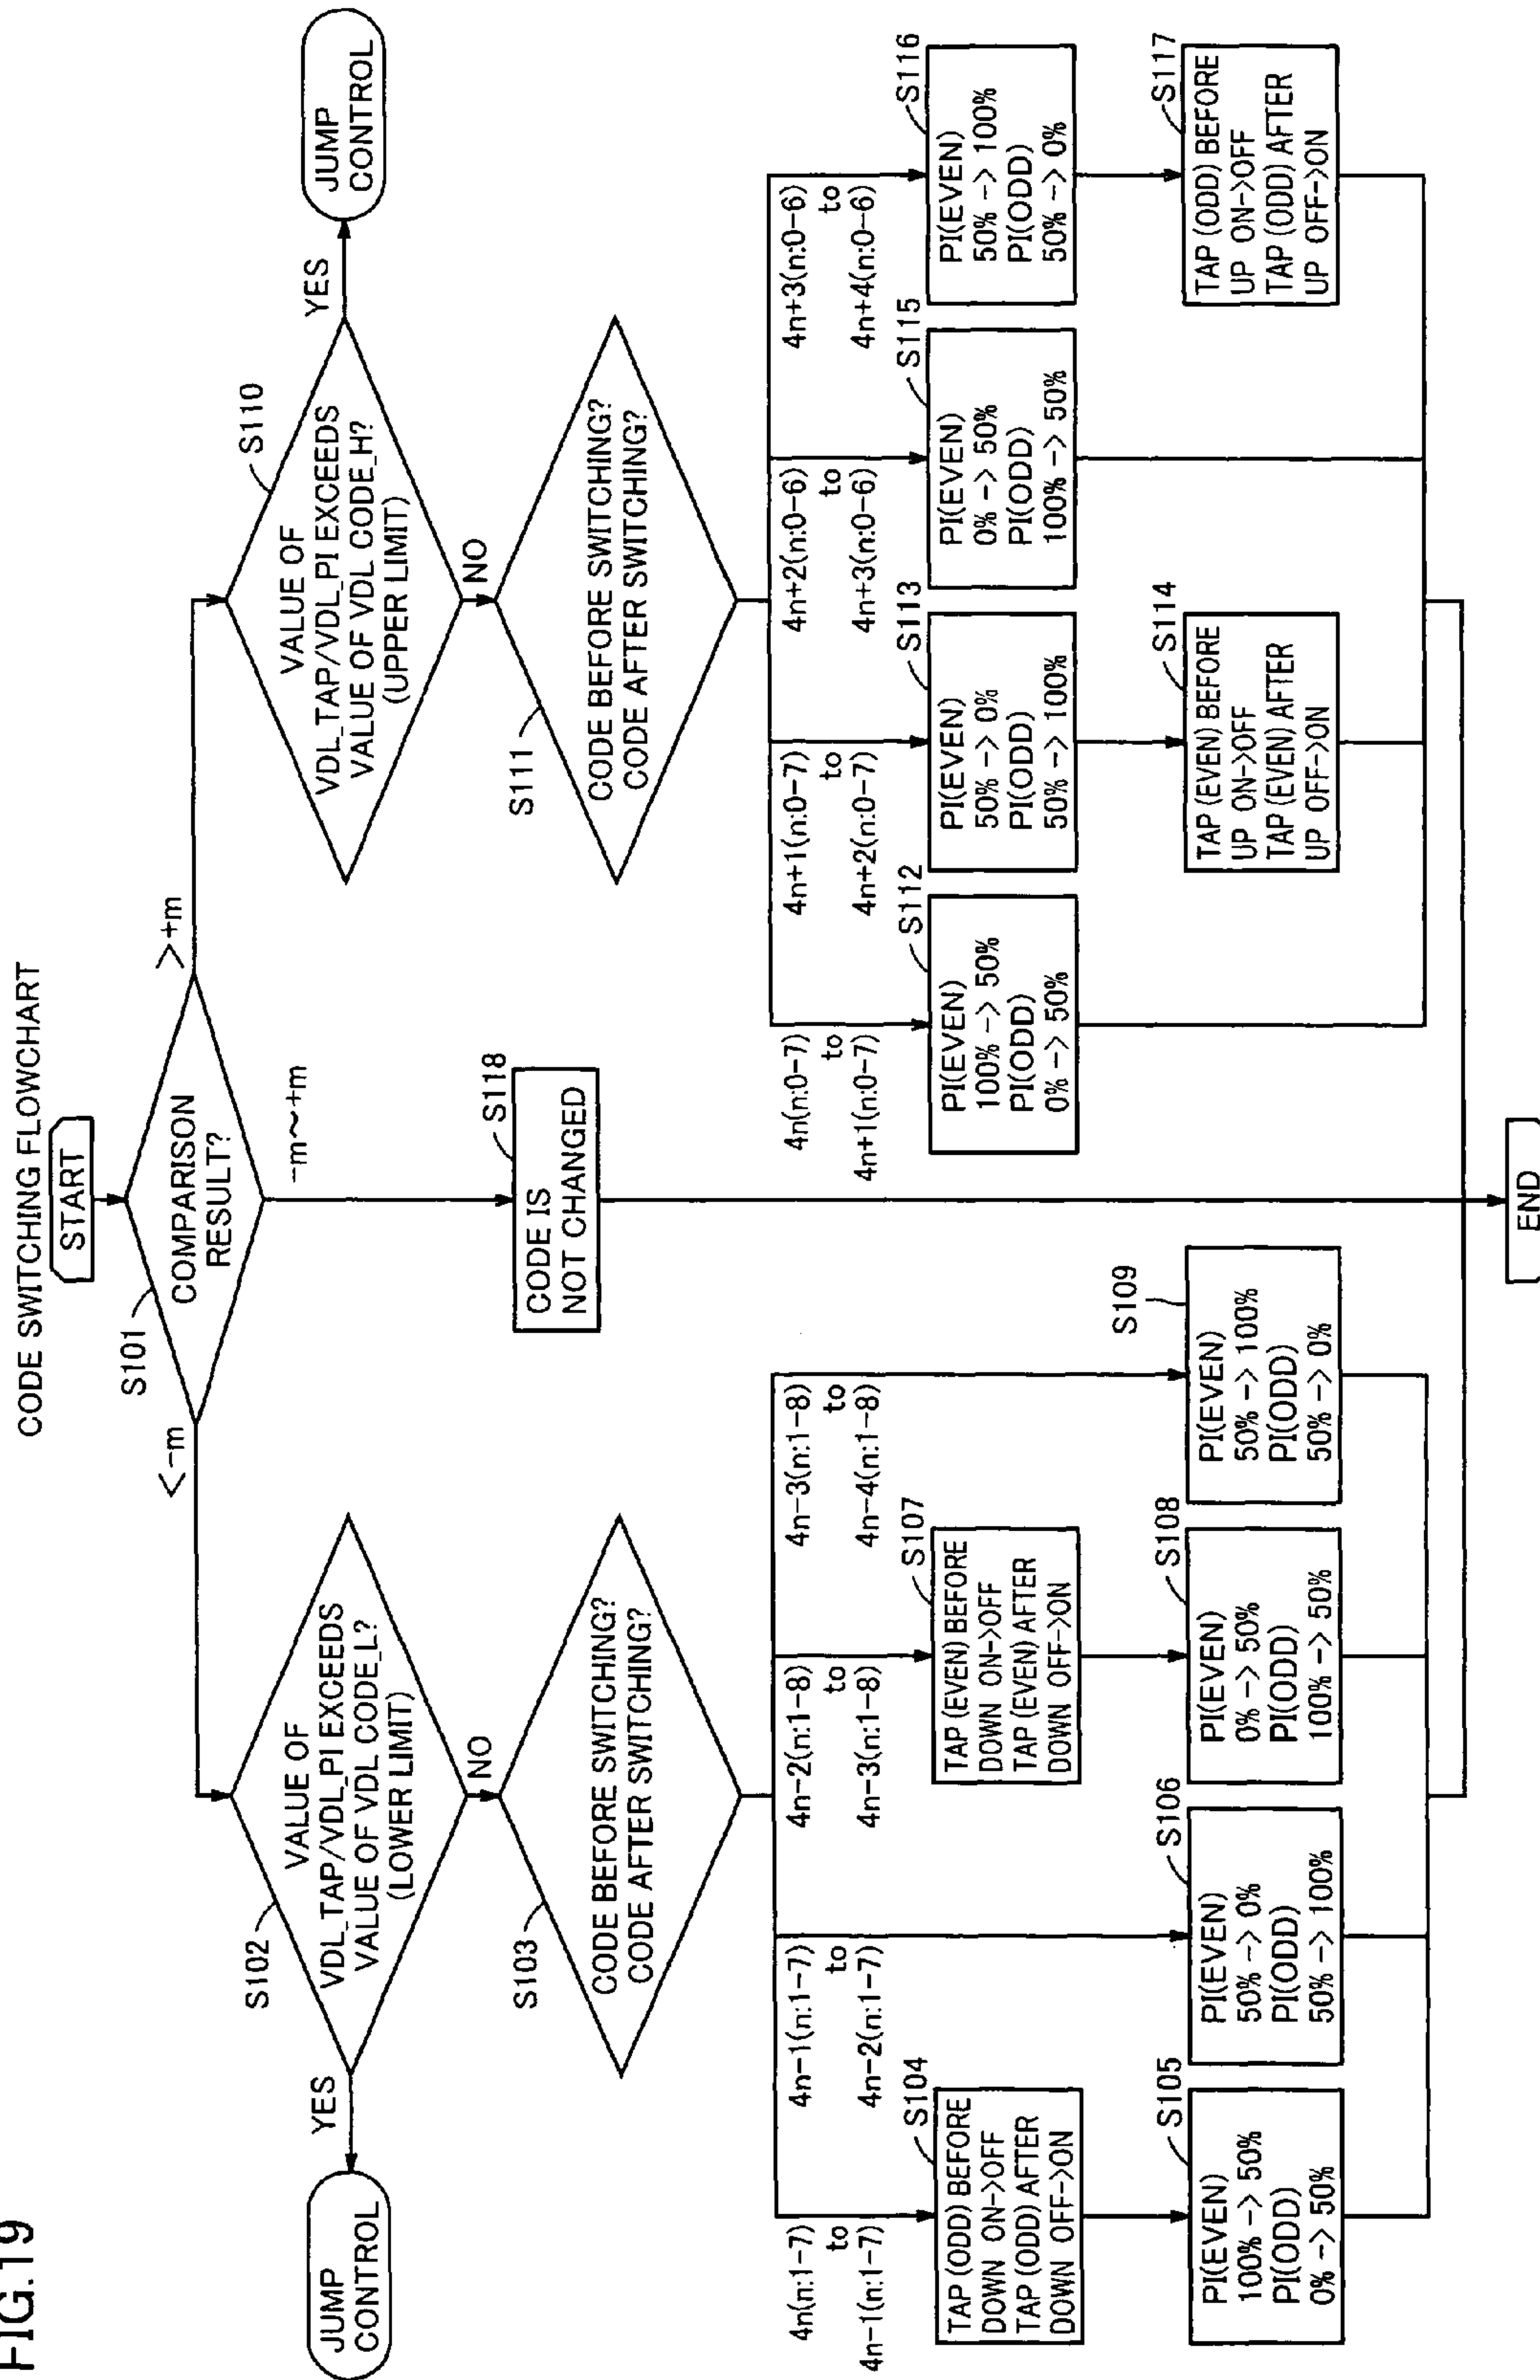 FIG.19
CODE SWITCHING FLOWCHART
START
S101
COMPARISON
RESULT?
<-m
-m~+m
>+m
S102
VALUE OF
VDL_TAP/VDL_PI EXCEEDS
VALUE OF VDL CODE_L?
(LOWER LIMIT)
YES
JUMP
CONTROL
NO
S103
CODE BEFORE SWITCHING?
CODE AFTER SWITCHING?
4n(n:1-7)
to
4n-1(n:1-7)
S104
TAP (ODD) BEFORE
DOWN ON->OFF
TAP (ODD) AFTER
DOWN OFF->ON
S105
PI(EVEN)
100% -> 50%
PI(ODD)
0% -> 50%
4n-1(n:1-7)
to
4n-2(n:1-7)
S106
PI(EVEN)
50% -> 0%
PI(ODD)
50% -> 100%
4n-2(n:1-8)
to
4n-3(n:1-8)
S107
TAP (EVEN) BEFORE
DOWN ON->OFF
TAP (EVEN) AFTER
DOWN OFF->ON
S108
PI(EVEN)
0% -> 50%
PI(ODD)
100% -> 50%
4n-3(n:1-8)
to
4n-4(n:1-8)
S109
PI(EVEN)
50% -> 100%
PI(ODD)
50% -> 0%
S118
CODE IS
NOT CHANGED
S110
VALUE OF
VDL_TAP/VDL_PI EXCEEDS
VALUE OF VDL CODE_H?
(UPPER LIMIT)
YES
JUMP
CONTROL
NO
S111
CODE BEFORE SWITCHING?
CODE AFTER SWITCHING?
4n(n:0-7)
to
4n+1(n:0-7)
S112
PI(EVEN)
100% -> 50%
PI(ODD)
0% -> 50%
4n+1(n:0-7)
to
4n+2(n:0-7)
S113
PI(EVEN)
50% -> 0%
PI(ODD)
50% -> 100%
S114
TAP (EVEN) BEFORE
UP ON->OFF
TAP (EVEN) AFTER
UP OFF->ON
4n+2(n:0-6)
to
4n+3(n:0-6)
S115
PI(EVEN)
0% -> 50%
PI(ODD)
100% -> 50%
4n+3(n:0-6)
to
4n+4(n:0-6)
S116
PI(EVEN)
50% -> 100%
PI(ODD)
50% -> 0%
S117
TAP (ODD) BEFORE
UP ON->OFF
TAP (ODD) AFTER
UP OFF->ON
END